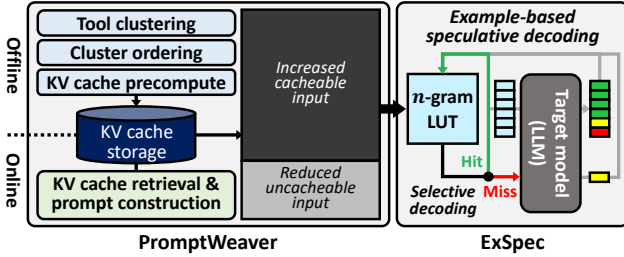 Offline
Online
Tool clustering
Cluster ordering
KV cache precompute
KV cache
storage
KV cache retrieval &
prompt construction
Increased
cacheable
input
Reduced
uncacheable
input
PromptWeaver
Example-based
speculative decoding
n-gram
LUT
Hit
Miss
Selective
decoding
Target model
(LLM)
ExSpec